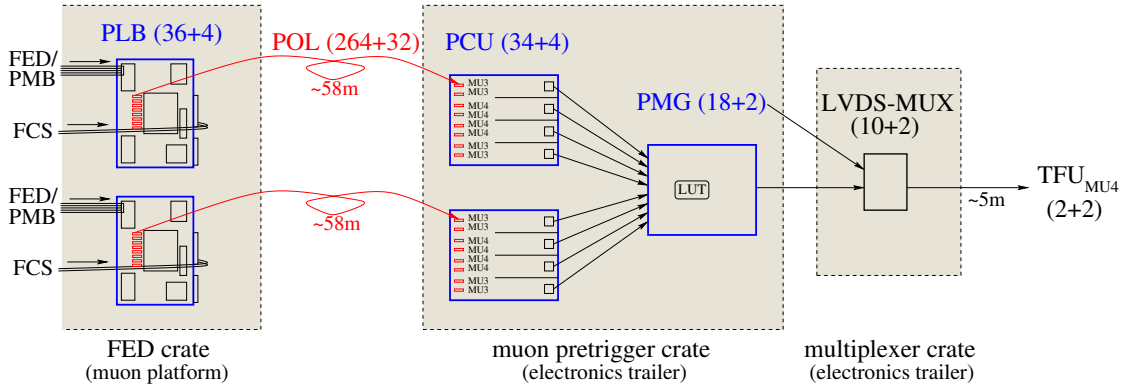 PLB (36+4)
POL (264+32)
PCU (34+4)
FED/
PMB
FCS
~58m
MU3
MU3
MU4
MU4
MU4
MU4
MU3
MU3
PMG (18+2)
LVDS-MUX
(10+2)
LUT
TFU_MU4
(2+2)
~5m
FED/
PMB
FCS
~58m
MU3
MU3
MU4
MU4
MU4
MU4
MU3
MU3
FED crate
(muon platform)
muon pretrigger crate
(electronics trailer)
multiplexer crate
(electronics trailer)